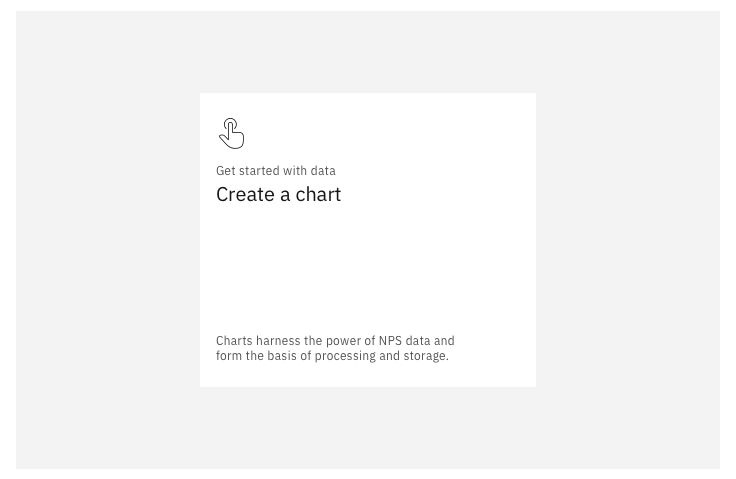 Get started with data
Create a chart
Charts harness the power of NPS data and
form the basis of processing and storage.